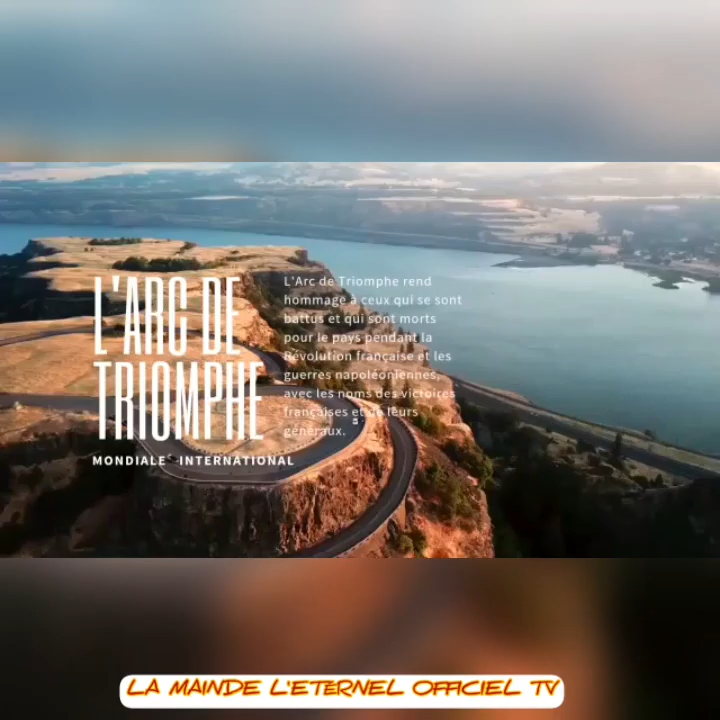 L'ARC DE
TRIOMPHE
MONDIALE INTERNATIONAL
L'Arc de Triomphe rend
hommage à ceux qui se sont
battus et qui sont morts
pour le pays pendant la
Révolution française et les
guerres napoléoniennes,
avec les noms des victoires
françaises et de leurs
généraux.
5
LA MAINDE L'ETERNEL OFFICIEL TV